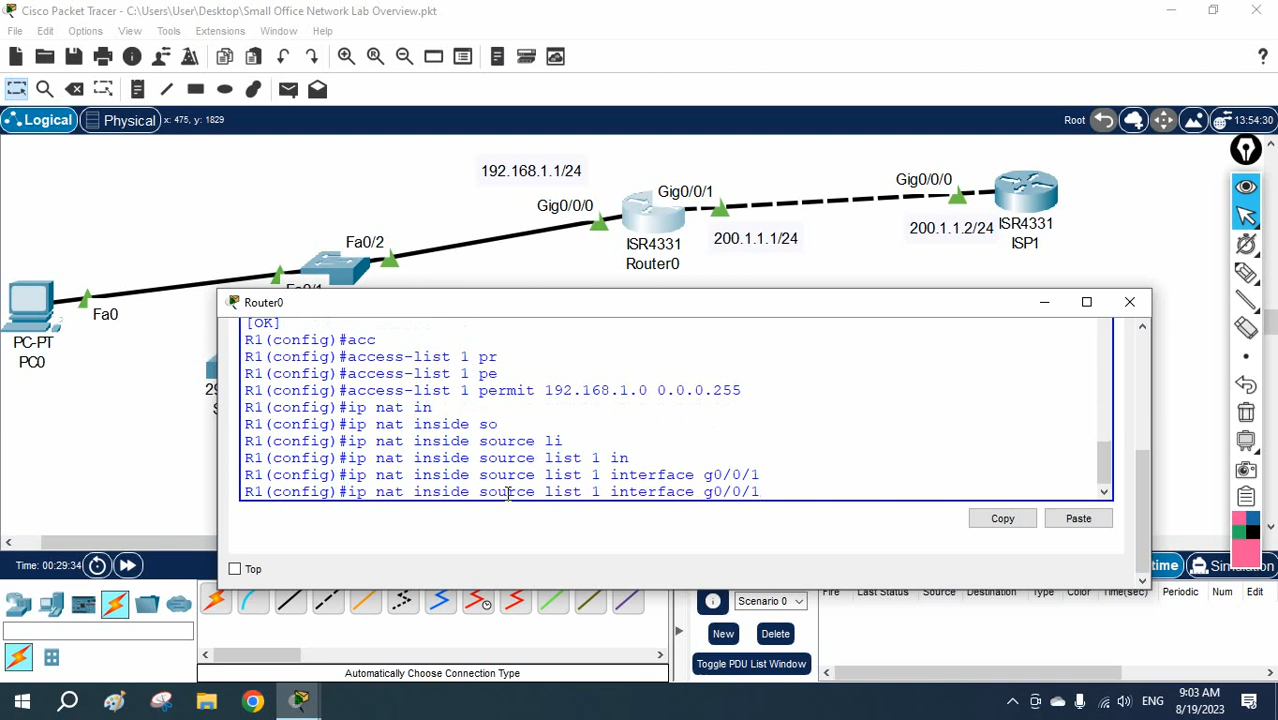 Cisco Packet Tracer - C:\Users\User\Desktop\Small Office Network Lab Overview.pkt
File Edit Options View Tools Extensions Window Help
Logical Physical x: 475, y: 1829 Root 13:54:30
192.168.1.1/24
Gig0/0/0
Gig0/0/1
Gig0/0/0
200.1.1.1/24
200.1.1.2/24
ISR4331
Router0
ISR4331
ISP1
Fa0/2
Fa0/1
Fa0
PC-PT
PC0
29
Router0
[OK]
R1(config)#acc
R1(config)#access-list 1 pr
R1(config)#access-list 1 pe
R1(config)#access-list 1 permit 192.168.1.0 0.0.0.255
R1(config)#ip nat in
R1(config)#ip nat inside so
R1(config)#ip nat inside source li
R1(config)#ip nat inside source list 1 in
R1(config)#ip nat inside source list 1 interface g0/0/1
R1(config)#ip nat inside source list 1 interface g0/0/1
Copy Paste
Top
Time: 00:29:34
time Simulation
Scenario 0
New Delete
Toggle PDU List Window
Fire Last Status Source Destination Type Color Time(sec) Periodic Num Edit
Automatically Choose Connection Type
ENG
9:03 AM
8/19/2023